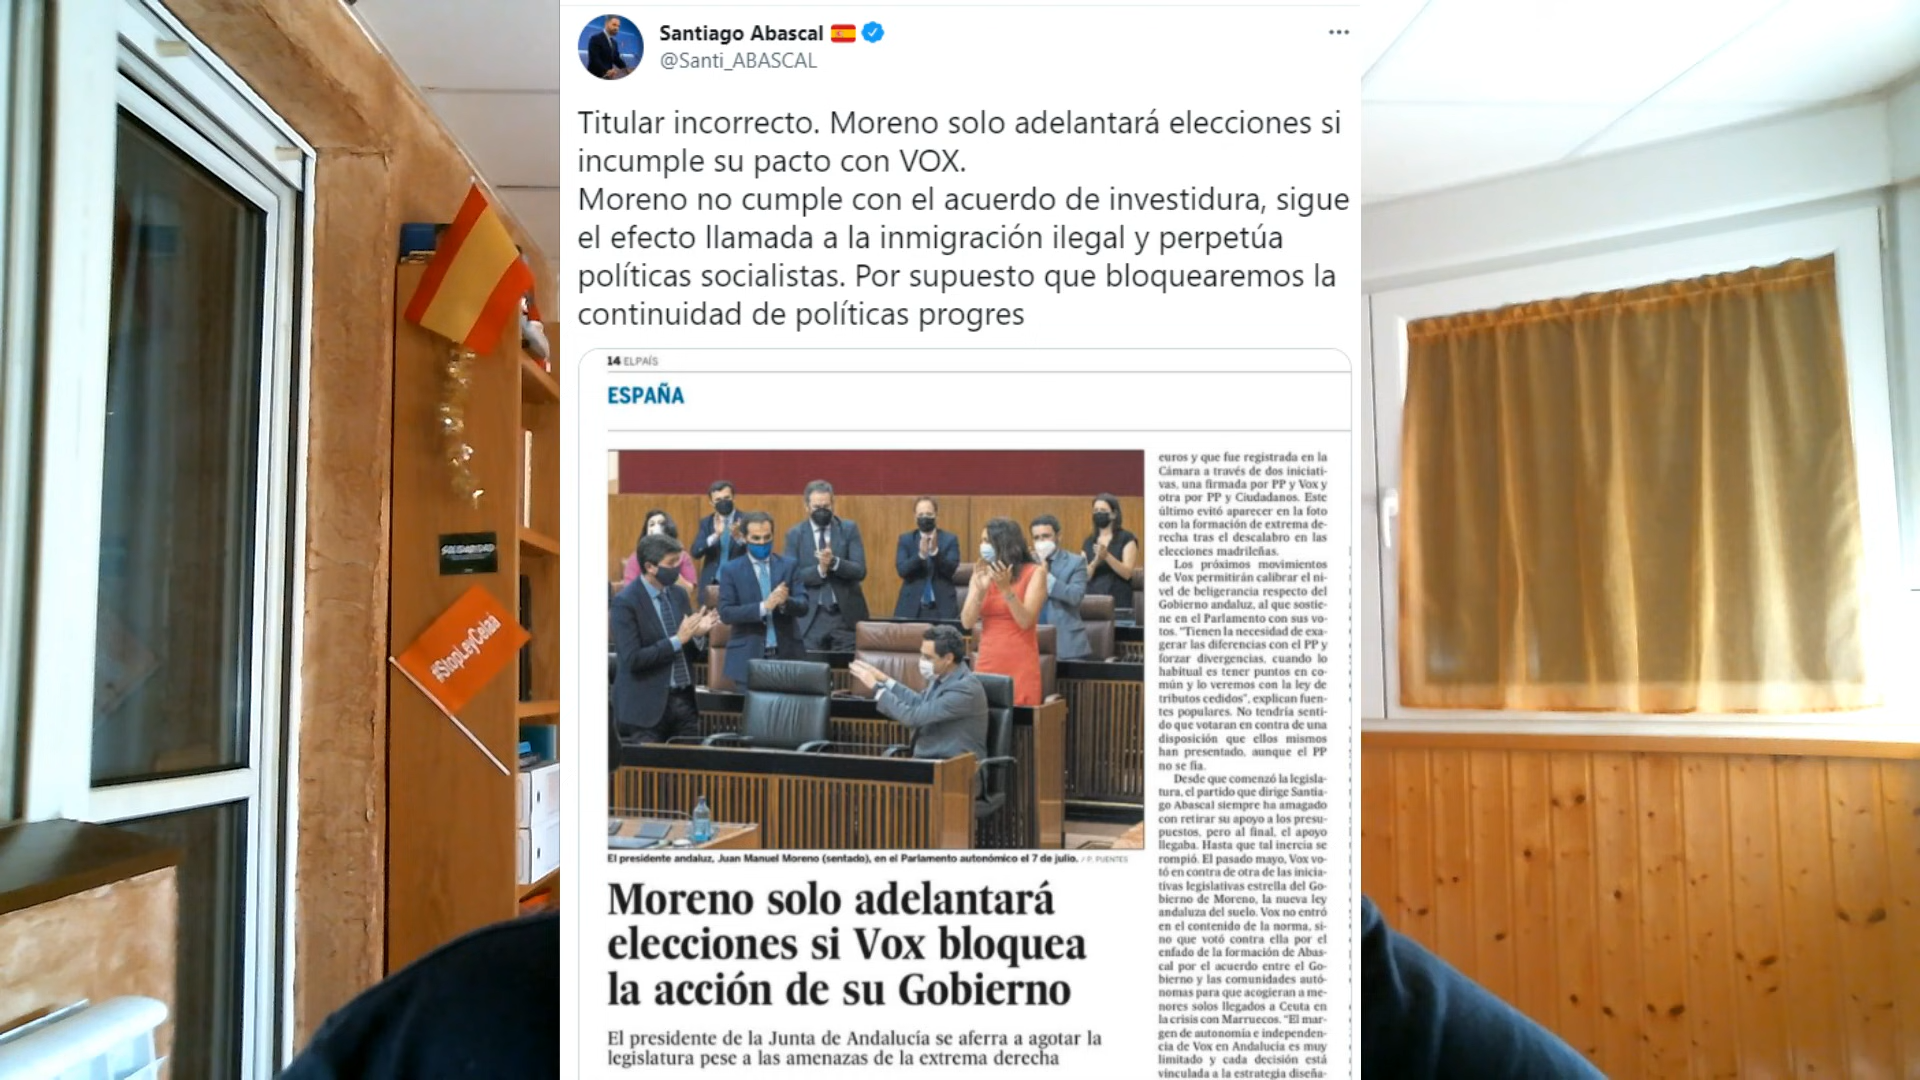 Santiago Abascal
@Santi_ABASCAL
Titular incorrecto. Moreno solo adelantará elecciones si
incumple su pacto con VOX.
Moreno no cumple con el acuerdo de investidura, sigue
el efecto llamada a la inmigración ilegal y perpetúa
políticas socialistas. Por supuesto que bloquearemos la
continuidad de políticas progres
14 ELPAÍS
ESPAÑA
El presidente andaluz, Juan Manuel Moreno (sentado), en el Parlamento autonómico el 7 de julio. / P. PUENTES
Moreno solo adelantará
elecciones si Vox bloquea
la acción de su Gobierno
El presidente de la Junta de Andalucía se aferra a agotar la
legislatura pese a las amenazas de la extrema derecha
euros y que fue registrada en la
Cámara a través de dos iniciati-
vas, una firmada por PP y Vox y
otra por PP y Ciudadanos. Este
último evitó aparecer en la foto
con la formación de extrema de-
recha tras el descalabro en las
elecciones madrileñas.
Los próximos movimientos
de Vox permitirán calibrar el ni-
vel de beligerancia respecto del
Gobierno andaluz, al que sostie-
ne en el Parlamento con sus vo-
tos. "Tienen la necesidad de exa-
gerar las diferencias con el PP y
forzar divergencias, cuando lo
habitual es tener puntos en co-
mún y lo veremos con la ley de
tributos cedidos", explican fuen-
tes populares. No tendría senti-
do que votaran en contra de una
disposición que ellos mismos
han presentado, aunque el PP
no se fía.
Desde que comenzó la legisla-
tura, el partido que dirige Santia-
go Abascal siempre ha amagado
con retirar su apoyo a los presu-
puestos, pero al final, el apoyo
llegaba. Hasta que tal inercia se
rompió. El pasado mayo, Vox vo-
tó en contra de otra de las inicia-
tivas legislativas estrella del Go-
bierno de Moreno, la nueva ley
andaluza del suelo. Vox no entró
en el contenido de la norma, si-
no que votó contra ella por el
enfado de la formación de Abas-
cal por el acuerdo entre el Go-
bierno y las comunidades autó-
nomas para que acogieran a me-
nores solos llegados a Ceuta en
la crisis con Marruecos. "El mar-
gen de autonomía e independen-
cia de Vox en Andalucía es muy
limitado y cada decisión está
vinculada a la estrategia diseña-
SOLIDARIDAD
#StopLeyCelaá